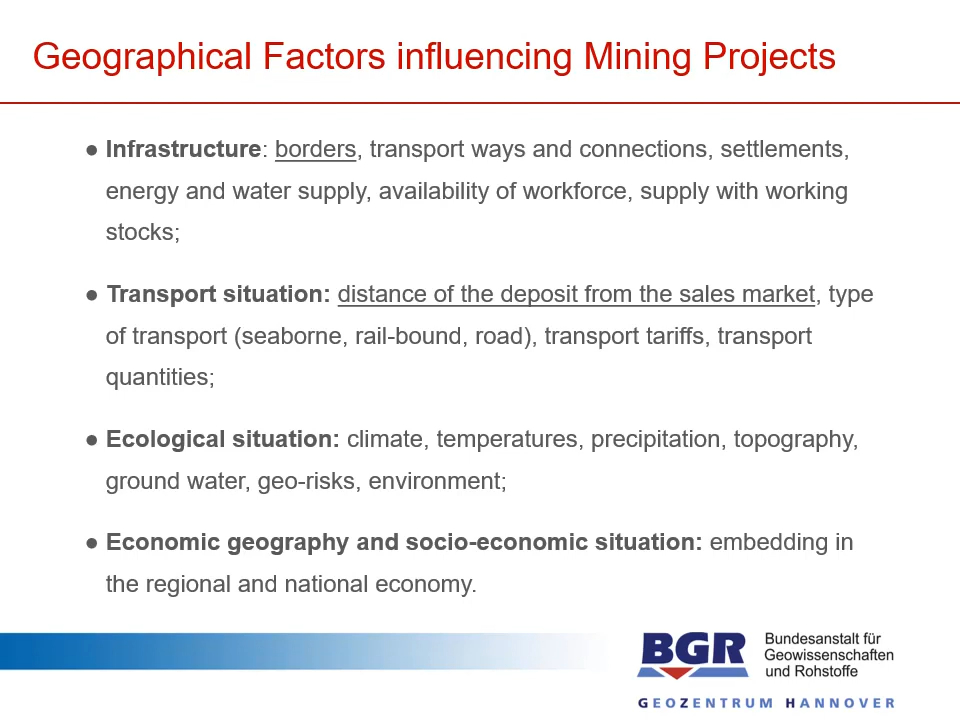 Geographical Factors influencing Mining Projects
● Infrastructure: borders, transport ways and connections, settlements,
energy and water supply, availability of workforce, supply with working
stocks;
● Transport situation: distance of the deposit from the sales market, type
of transport (seaborne, rail-bound, road), transport tariffs, transport
quantities;
● Ecological situation: climate, temperatures, precipitation, topography,
ground water, geo-risks, environment;
● Economic geography and socio-economic situation: embedding in
the regional and national economy.
BGR
Bundesanstalt für
Geowissenschaften
und Rohstoffe
GEOZENTRUM HANNOVER